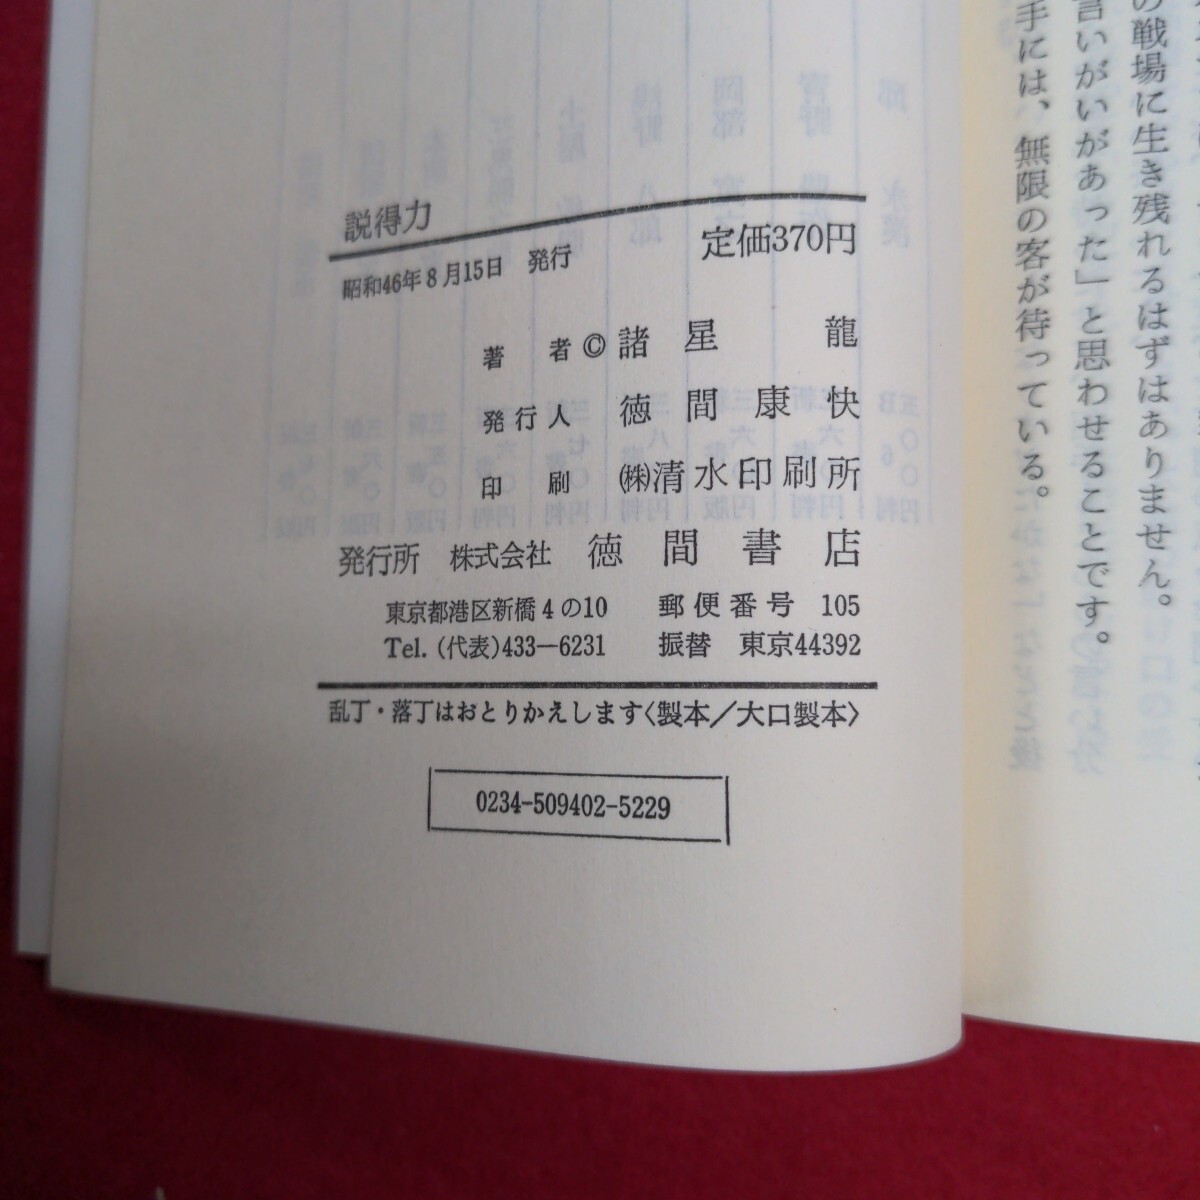 の戦場に生き残れるはずはありません。
言いがいがあった」と思わせることです。
手には、無限の客が待っている。
説得力
昭和46年8月15日 発行 定価370円
著者 © 諸星 龍
発行人 徳間康快
印刷 ㈱清水印刷所
発行所 株式会社 徳間書店
東京都港区新橋4の10 郵便番号 105
Tel. (代表)433—6231 振替 東京44392
乱丁・落丁はおとりかえします〈製本／大口製本〉
0234-509402-5229